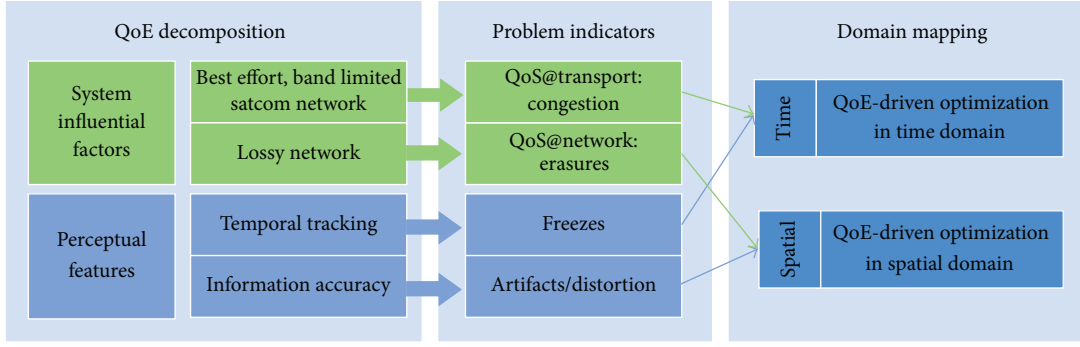 QoE decomposition
System
influential
factors
Best effort, band limited
satcom network
Lossy network
Perceptual
features
Temporal tracking
Information accuracy
Problem indicators
QoS@transport:
congestion
QoS@network:
erasures
Freezes
Artifacts/distortion
Domain mapping
Time
QoE-driven optimization
in time domain
Spatial
QoE-driven optimization
in spatial domain